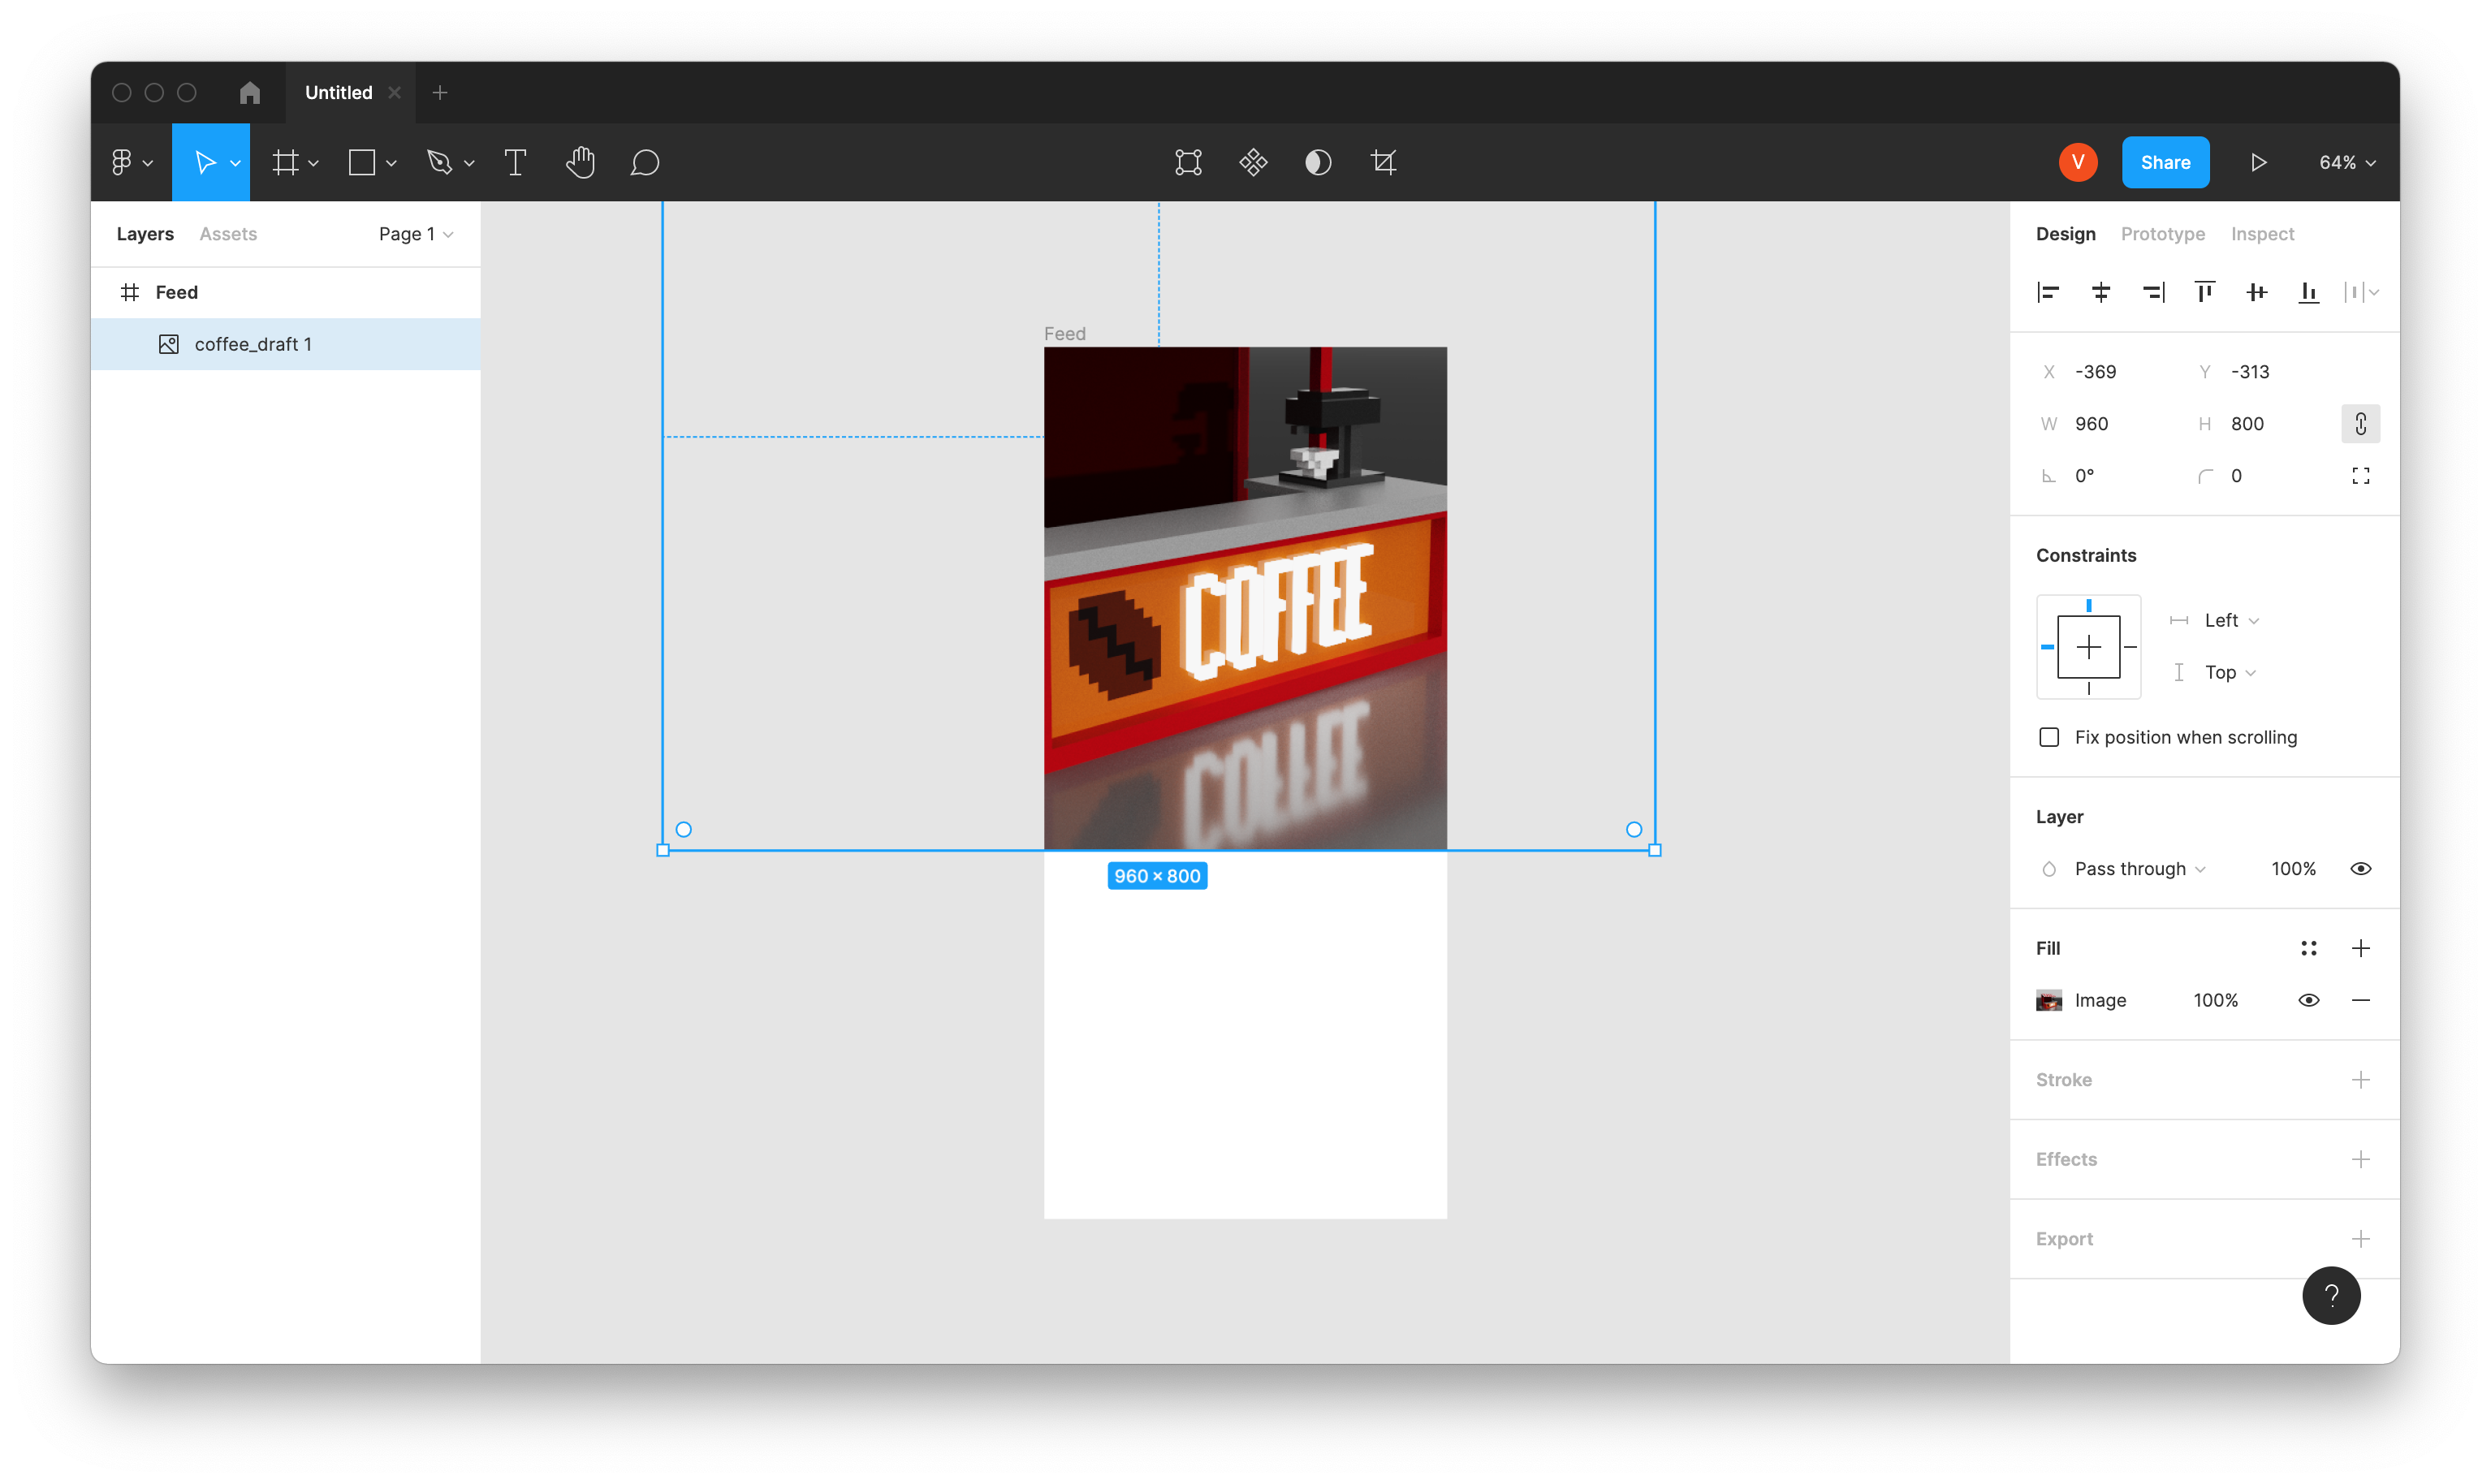 Untitled
V
Share
64%
Layers
Assets
Page 1
Feed
coffee_draft 1
Feed
COFFEE
960 × 800
Design
Prototype
Inspect
X
-369
Y
-313
W
960
H
800
0°
0
Constraints
Left
Top
Fix position when scrolling
Layer
Pass through
100%
Fill
Image
100%
Stroke
Effects
Export
?